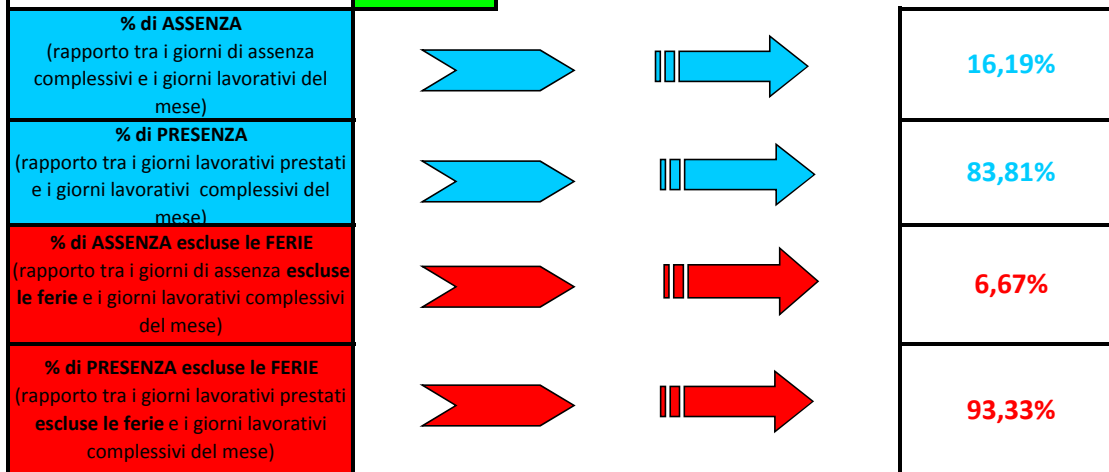 % di ASSENZA
(rapporto tra i giorni di assenza
complessivi e i giorni lavorativi del
mese)
16,19%
% di PRESENZA
(rapporto tra i giorni lavorativi prestati
e i giorni lavorativi complessivi del
mese)
83,81%
% di ASSENZA escluse le FERIE
(rapporto tra i giorni di assenza escluse
le ferie e i giorni lavorativi complessivi
del mese)
6,67%
% di PRESENZA escluse le FERIE
(rapporto tra i giorni lavorativi prestati
escluse le ferie e i giorni lavorativi
complessivi del mese)
93,33%